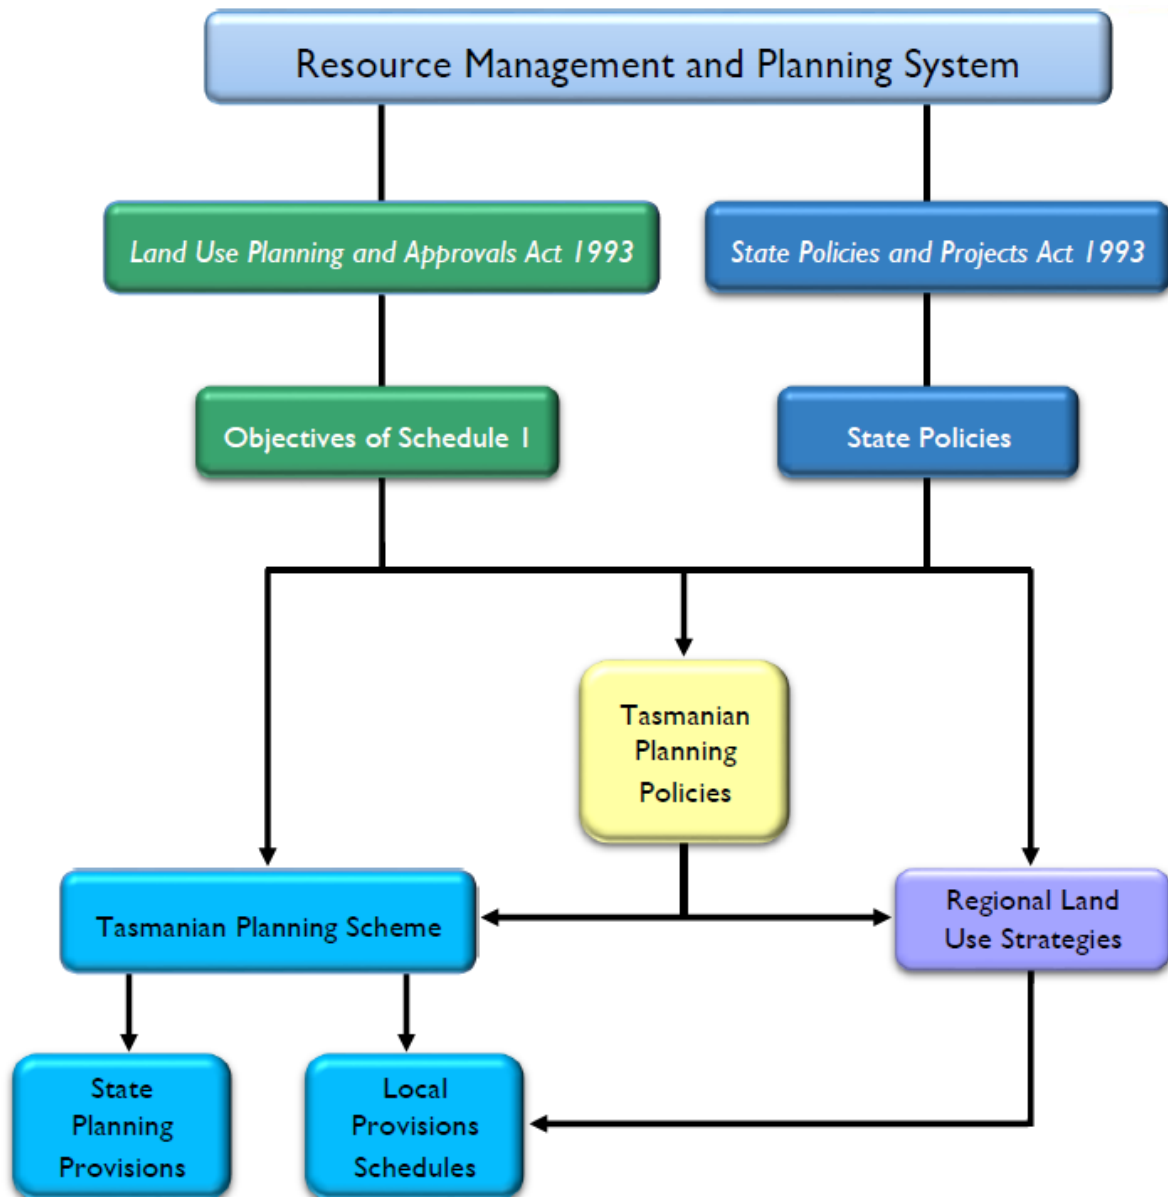 Resource Management and Planning System
Land Use Planning and Approvals Act 1993
State Policies and Projects Act 1993
Objectives of Schedule 1
State Policies
Tasmanian
Planning
Policies
Tasmanian Planning Scheme
Regional Land
Use Strategies
State
Planning
Provisions
Local
Provisions
Schedules